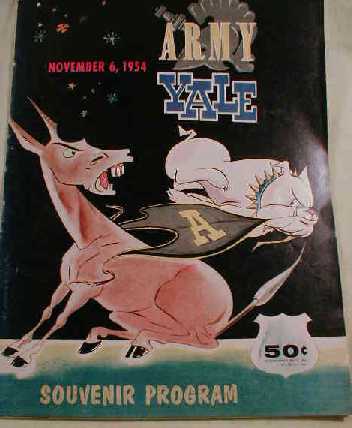 ARMY
NOVEMBER 6, 1954
YALE
A
50¢
SOUVENIR PROGRAM